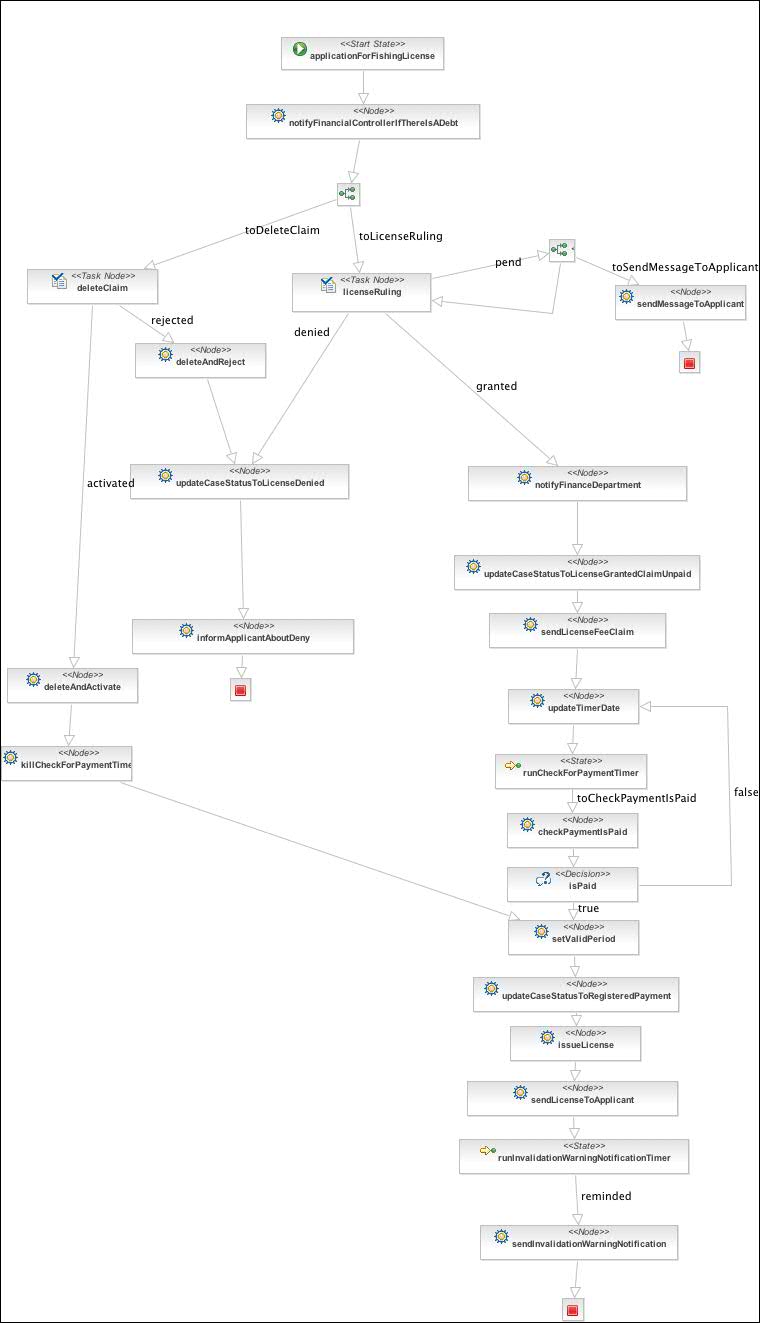 <<Start State>>
applicationForFishingLicense
<<Node>>
notifyFinancialControllerIfThereIsADebt
toDeleteClaim
toLicenseRuling
pend
toSendMessageToApplicant
<<Task Node>>
deleteClaim
<<Task Node>>
licenseRuling
<<Node>>
sendMessageToApplicant
rejected
denied
<<Node>>
deleteAndReject
granted
activated
<<Node>>
updateCaseStatusToLicenseDenied
<<Node>>
notifyFinanceDepartment
<<Node>>
updateCaseStatusToLicenseGrantedClaimUnpaid
<<Node>>
informApplicantAboutDeny
<<Node>>
sendLicenseFeeClaim
<<Node>>
deleteAndActivate
<<Node>>
updateTimerDate
<<Node>>
killCheckForPaymentTime
<<State>>
runCheckForPaymentTimer
toCheckPaymentIsPaid
false
<<Node>>
checkPaymentIsPaid
<<Decision>>
isPaid
true
<<Node>>
setValidPeriod
<<Node>>
updateCaseStatusToRegisteredPayment
<<Node>>
issueLicense
<<Node>>
sendLicenseToApplicant
<<State>>
runInvalidationWarningNotificationTimer
reminded
<<Node>>
sendInvalidationWarningNotification